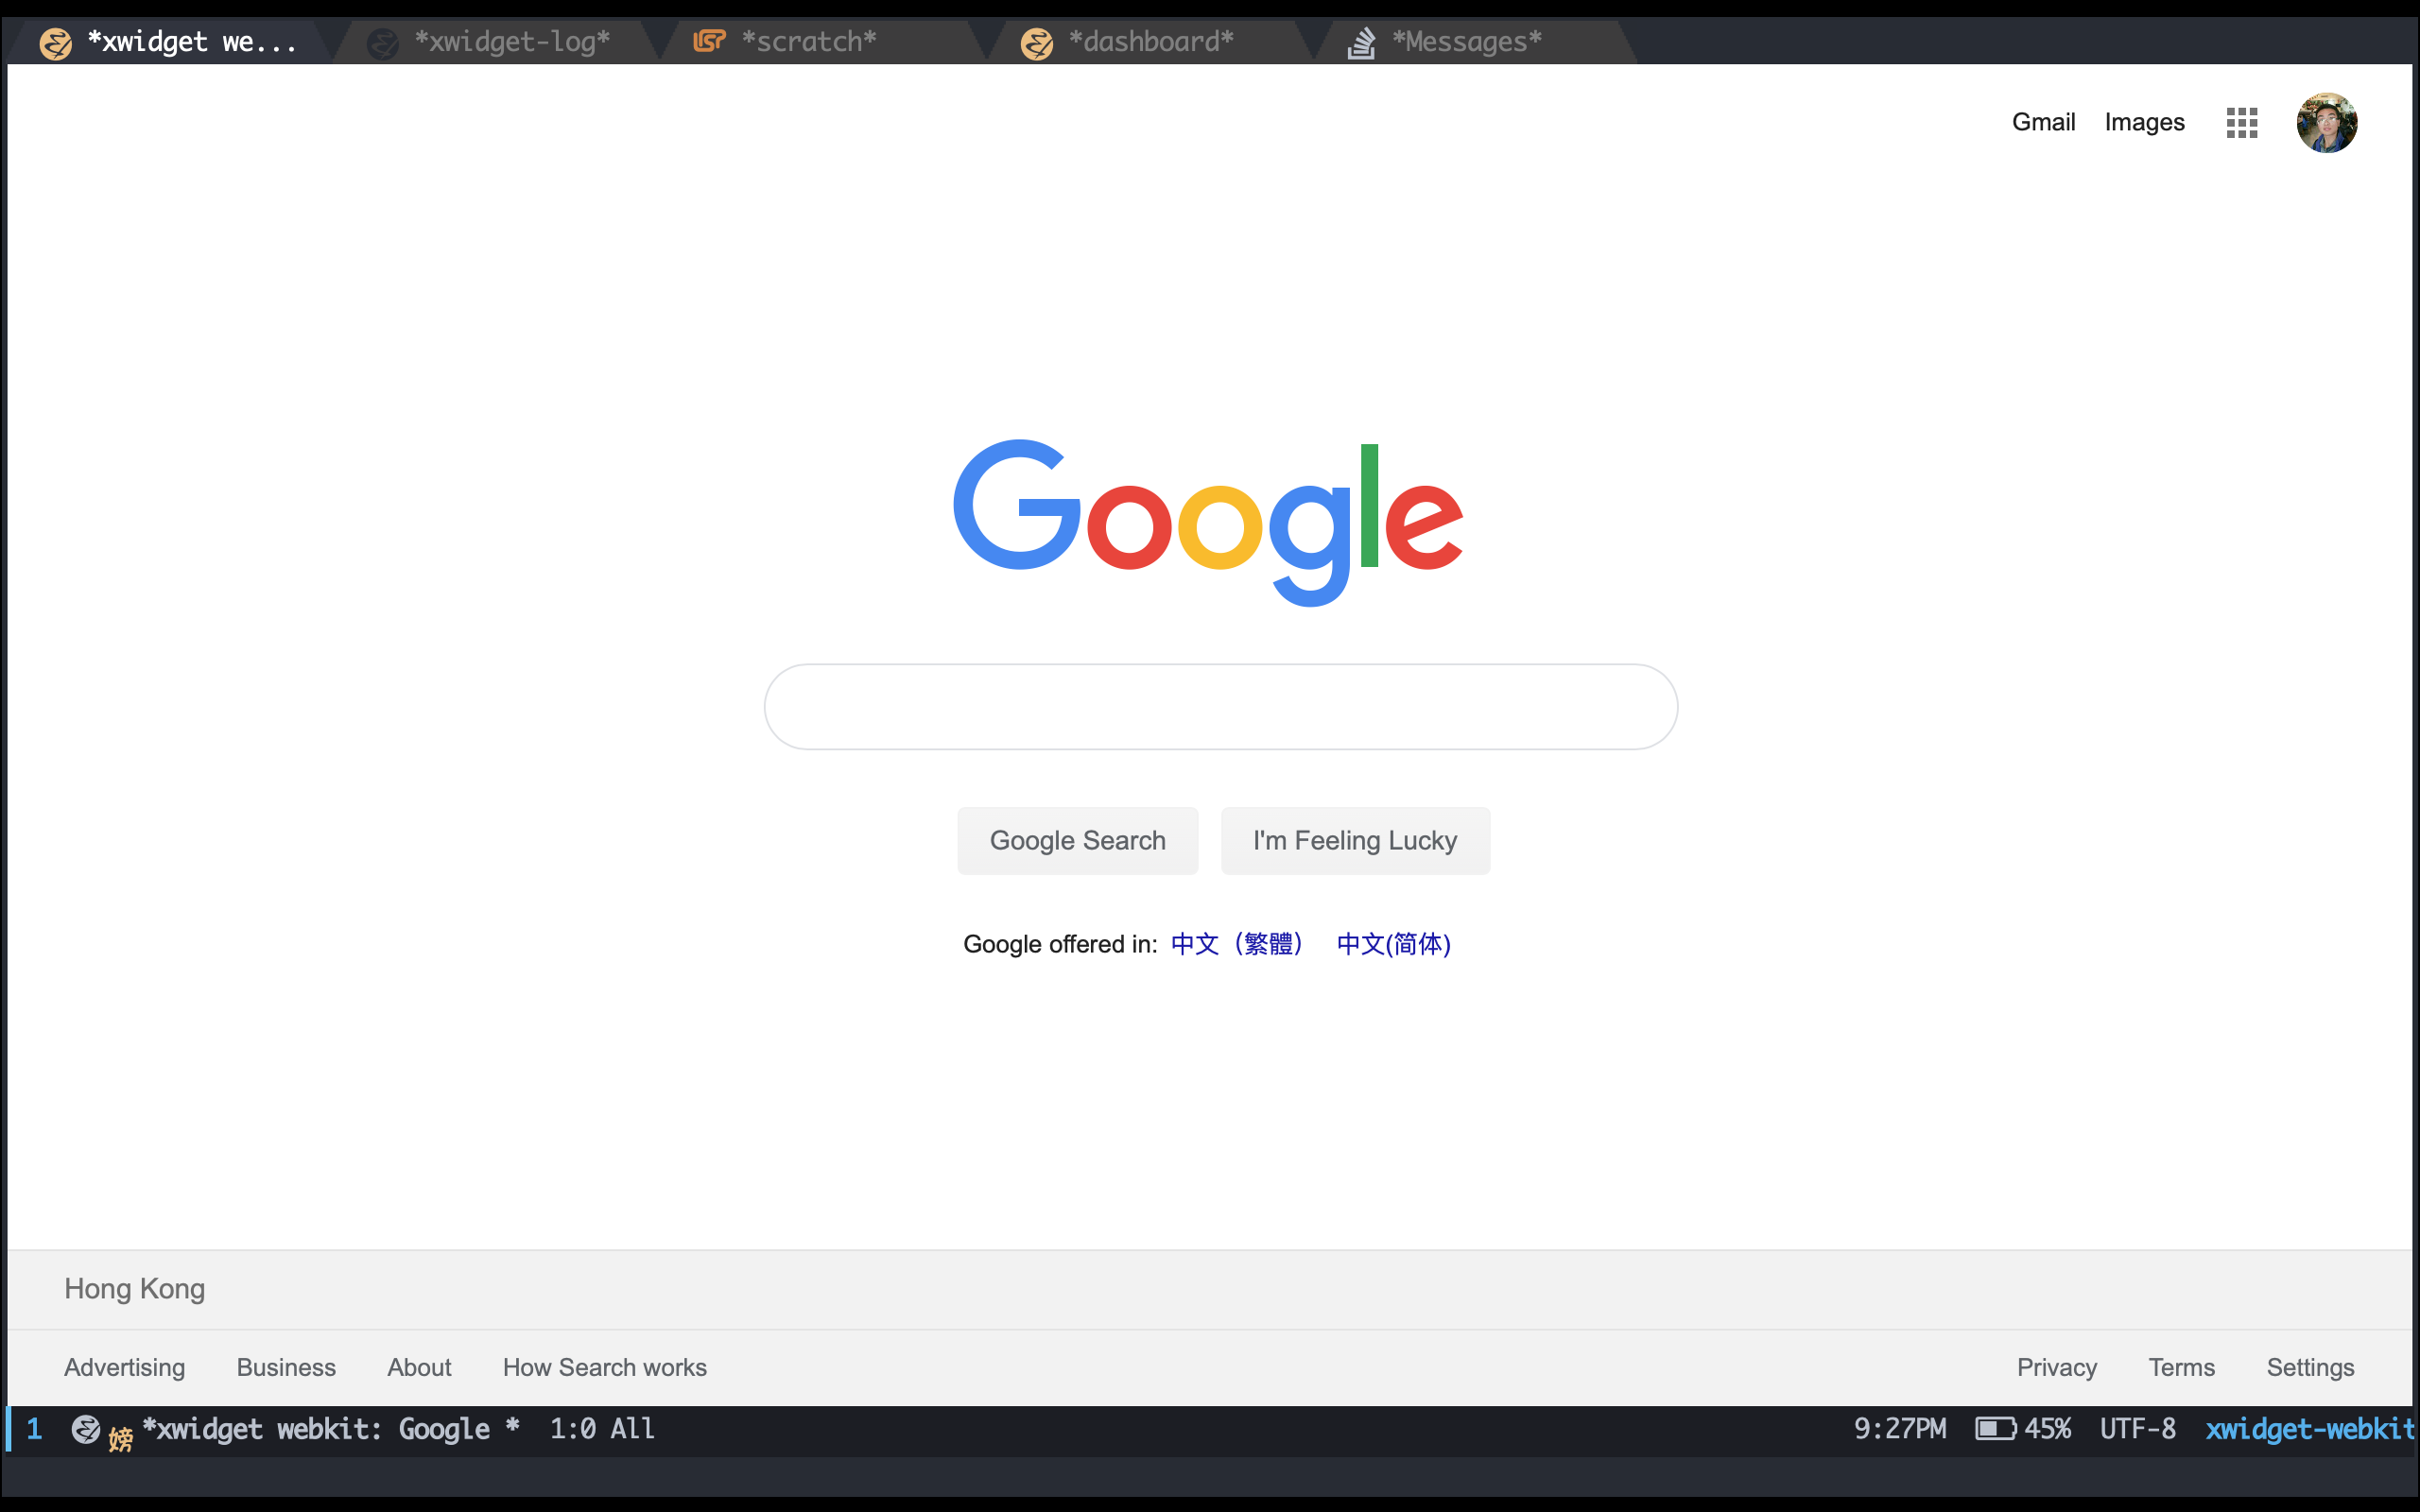 *xwidget we... *xwidget-log* *scratch* *dashboard* *Messages*
Gmail Images
Google
Google Search I'm Feeling Lucky
Google offered in: 中文（繁體） 中文(简体)
Hong Kong
Advertising Business About How Search works Privacy Terms Settings
1 嫎 *xwidget webkit: Google * 1:0 All 9:27PM 45% UTF-8 xwidget-webkit